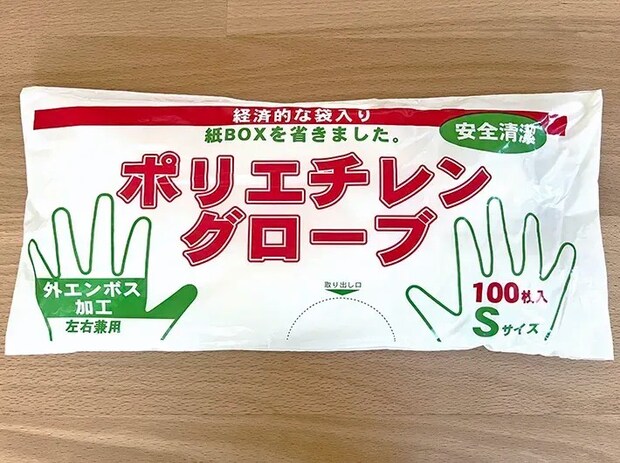 経済的な袋入り
紙BOXを省きました。
安全清潔
ポリエチレン
グローブ
外エンボス
加工
左右兼用
取り出し口
100枚入
Sサイズ